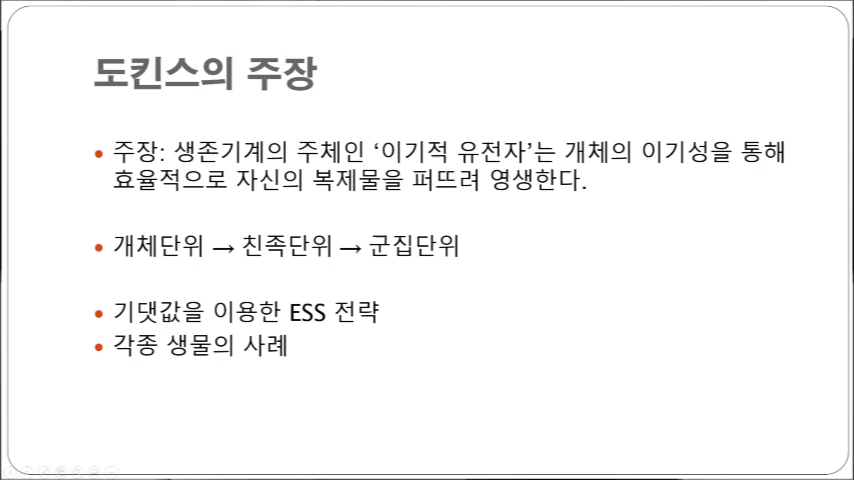 도킨스의 주장
• 주장: 생존기계의 주체인 ‘이기적 유전자’는 개체의 이기성을 통해
효율적으로 자신의 복제물을 퍼뜨려 영생한다.
• 개체단위 → 친족단위 → 군집단위
• 기댓값을 이용한 ESS 전략
• 각종 생물의 사례